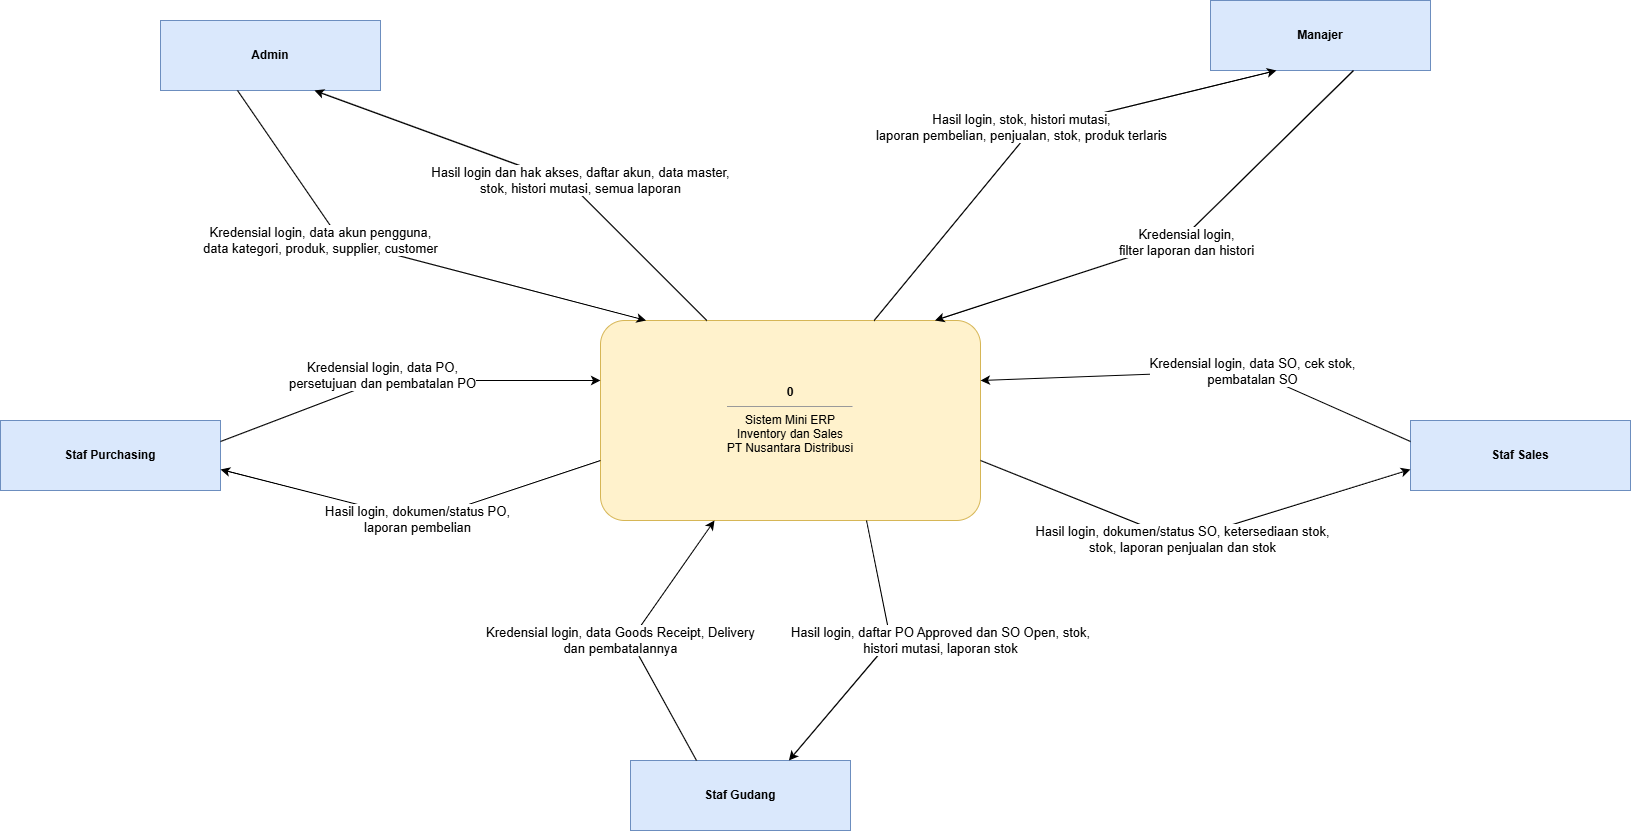 Admin
Manajer
Hasil login, stok, histori mutasi,
laporan pembelian, penjualan, stok, produk terlaris
Hasil login dan hak akses, daftar akun, data master,
stok, histori mutasi, semua laporan
Kredensial login, data akun pengguna,
data kategori, produk, supplier, customer
Kredensial login,
filter laporan dan histori
Kredensial login, data PO,
persetujuan dan pembatalan PO
0
Sistem Mini ERP
Inventory dan Sales
PT Nusantara Distribusi
Kredensial login, data SO, cek stok,
pembatalan SO
Staf Purchasing
Staf Sales
Hasil login, dokumen/status PO,
laporan pembelian
Hasil login, dokumen/status SO, ketersediaan stok,
stok, laporan penjualan dan stok
Kredensial login, data Goods Receipt, Delivery
dan pembatalannya
Hasil login, daftar PO Approved dan SO Open, stok,
histori mutasi, laporan stok
Staf Gudang